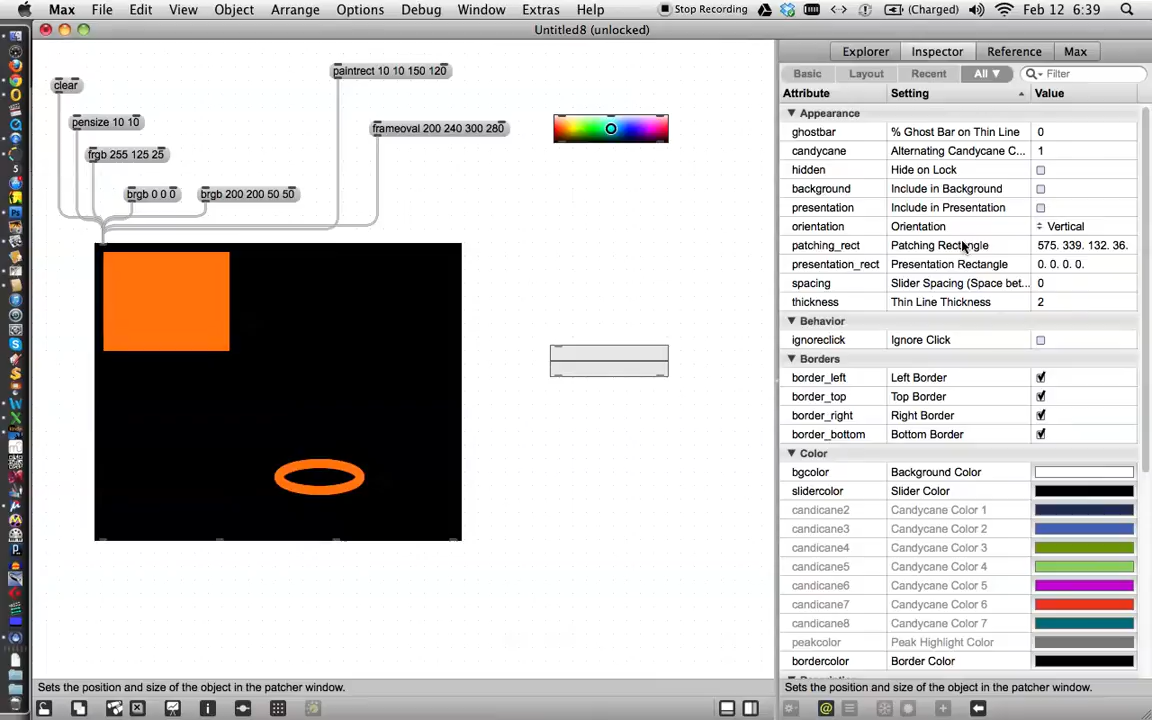 Max File Edit View Object Arrange Options Debug Window Extras Help Stop Recording (Charged) Feb 12 6:39
Untitled8 (unlocked)
clear
pensize 10 10
frgb 255 125 25
brgb 0 0 0
brgb 200 200 50 50
paintrect 10 10 150 120
frameoval 200 240 300 280
Explorer Inspector Reference Max
Basic Layout Recent All ▼ Filter
Attribute Setting Value
Appearance
ghostbar % Ghost Bar on Thin Line 0
candycane Alternating Candycane C... 1
hidden Hide on Lock
background Include in Background
presentation Include in Presentation
orientation Orientation Vertical
patching_rect Patching Rectangle 575. 339. 132. 36.
presentation_rect Presentation Rectangle 0. 0. 0. 0.
spacing Slider Spacing (Space bet... 0
thickness Thin Line Thickness 2
Behavior
ignoreclick Ignore Click
Borders
border_left Left Border
border_top Top Border
border_right Right Border
border_bottom Bottom Border
Color
bgcolor Background Color
slidercolor Slider Color
candicane2 Candycane Color 1
candicane3 Candycane Color 2
candicane4 Candycane Color 3
candicane5 Candycane Color 4
candicane6 Candycane Color 5
candicane7 Candycane Color 6
candicane8 Candycane Color 7
peakcolor Peak Highlight Color
bordercolor Border Color
Sets the position and size of the object in the patcher window.
Sets the position and size of the object in the patcher window.